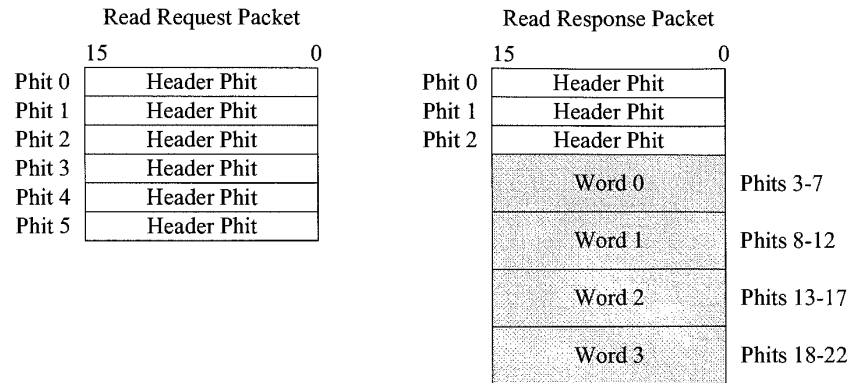 Read Request Packet
15 0
Phit 0 Header Phit
Phit 1 Header Phit
Phit 2 Header Phit
Phit 3 Header Phit
Phit 4 Header Phit
Phit 5 Header Phit
Read Response Packet
15 0
Phit 0 Header Phit
Phit 1 Header Phit
Phit 2 Header Phit
Word 0 Phits 3-7
Word 1 Phits 8-12
Word 2 Phits 13-17
Word 3 Phits 18-22